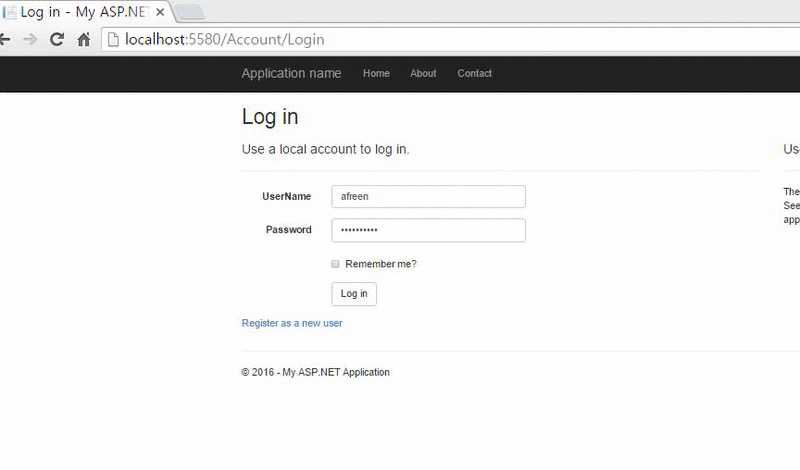 Log in - My ASP.NET
localhost:5580/Account/Login
Application name Home About Contact
Log in
Use a local account to log in.
Use
UserName afreen
The
See
app
Password ••••••••••
Remember me?
Log in
Register as a new user
© 2016 - My ASP.NET Application